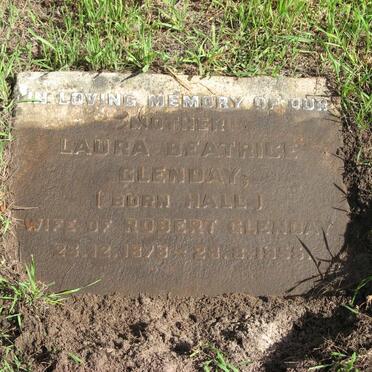 IN LOVING MEMORY OF OUR
MOTHER
LAURA BEATRICE
GLENDAY,
(BORN HALL)
WIFE OF ROBERT GLENDAY